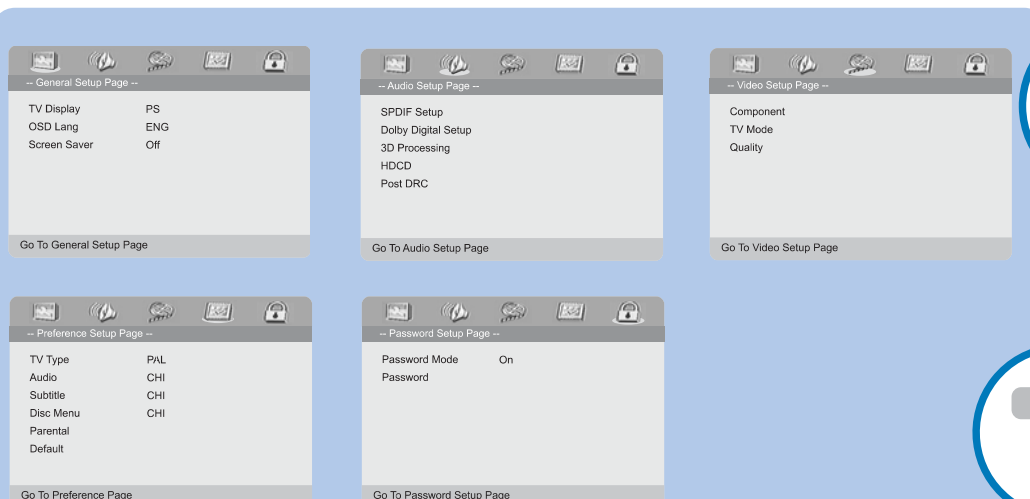 -- General Setup Page --
TV Display PS
OSD Lang ENG
Screen Saver Off
Go To General Setup Page
-- Audio Setup Page --
SPDIF Setup
Dolby Digital Setup
3D Processing
HDCD
Post DRC
Go To Audio Setup Page
-- Video Setup Page --
Component
TV Mode
Quality
Go To Video Setup Page
-- Preference Setup Page --
TV Type PAL
Audio CHI
Subtitle CHI
Disc Menu CHI
Parental
Default
Go To Preference Page
-- Password Setup Page --
Password Mode On
Password
Go To Password Setup Page